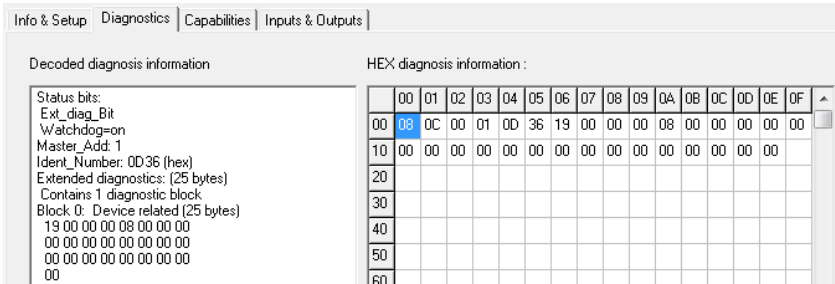 Info & Setup Diagnostics Capabilities Inputs & Outputs
Decoded diagnosis information
HEX diagnosis information :
Status bits:
Ext_diag_Bit
Watchdog=on
Master_Add: 1
Ident_Number: 0D36 (hex)
Extended diagnostics: (25 bytes)
Contains 1 diagnostic block
Block 0: Device related (25 bytes)
19 00 00 00 08 00 00 00
00 00 00 00 00 00 00 00
00 00 00 00 00 00 00 00
00
00 01 02 03 04 05 06 07 08 09 0A 0B 0C 0D 0E 0F
00 08 0C 00 01 0D 36 19 00 00 00 08 00 00 00 00 00
10 00 00 00 00 00 00 00 00 00 00 00 00 00 00 00
20
30
40
50
60